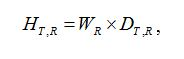 H_{T,R} = W_R × D_{T,R},